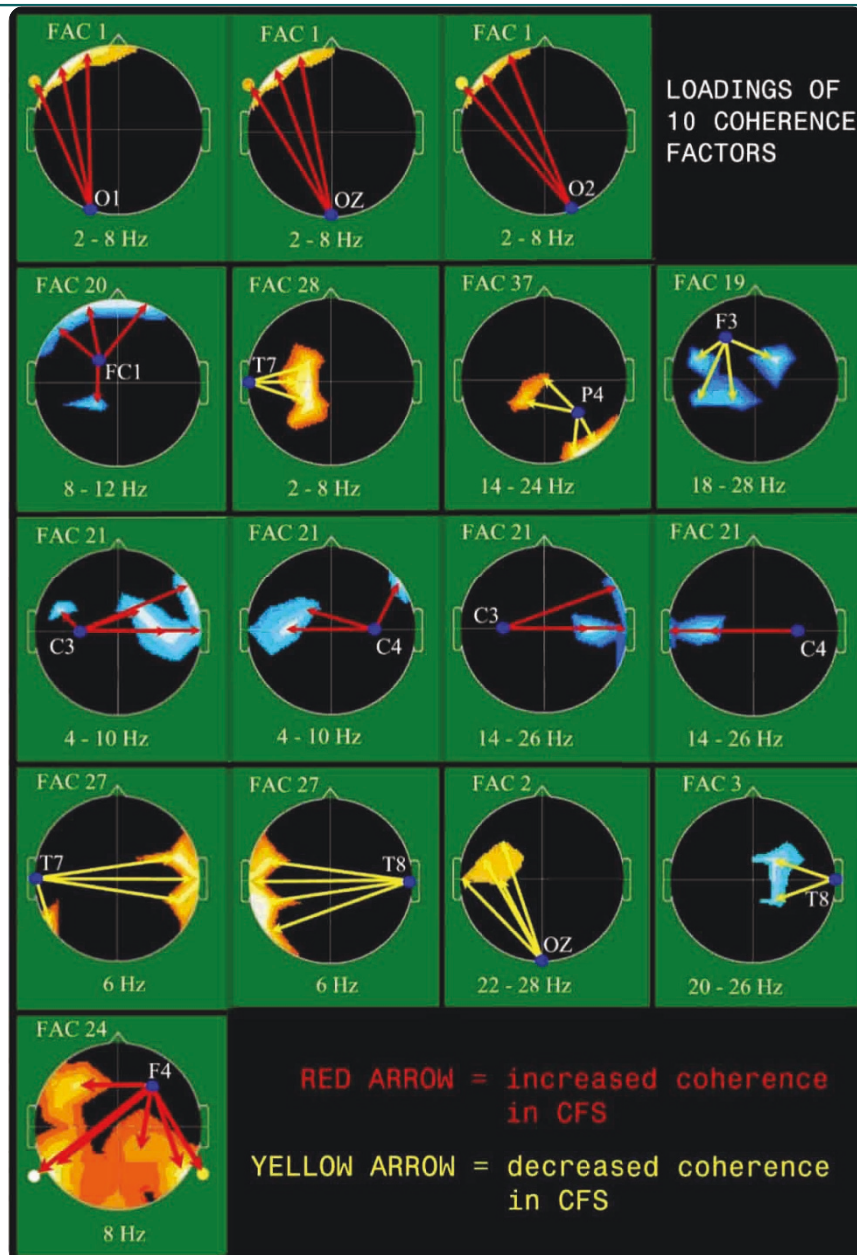 FAC 1
O1
2 - 8 Hz
FAC 1
OZ
2 - 8 Hz
FAC 1
O2
2 - 8 Hz
LOADINGS OF
10 COHERENCE
FACTORS
FAC 20
FC1
8 - 12 Hz
FAC 28
T7
2 - 8 Hz
FAC 37
P4
14 - 24 Hz
FAC 19
F3
18 - 28 Hz
FAC 21
C3
4 - 10 Hz
FAC 21
C4
4 - 10 Hz
FAC 21
C3
14 - 26 Hz
FAC 21
C4
14 - 26 Hz
FAC 27
T7
6 Hz
FAC 27
T8
6 Hz
FAC 2
OZ
22 - 28 Hz
FAC 3
T8
20 - 26 Hz
FAC 24
F4
8 Hz
RED ARROW = increased coherence
in CFS
YELLOW ARROW = decreased coherence
in CFS